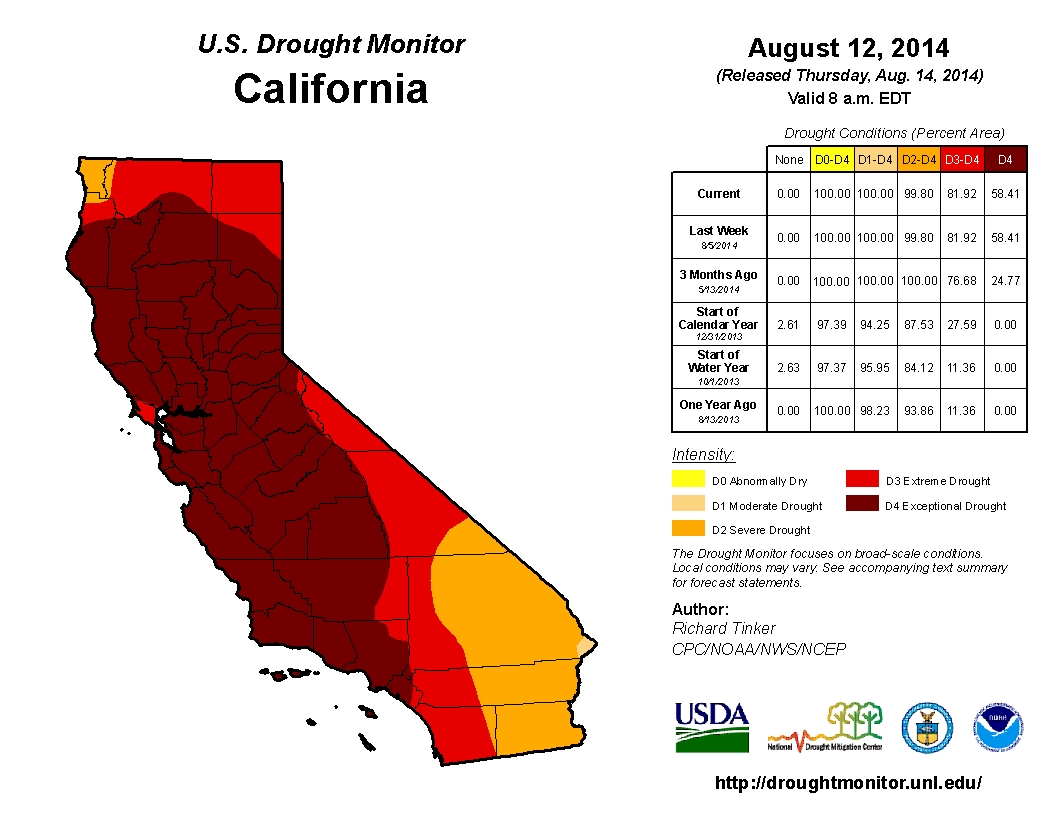 U.S. Drought Monitor
California
August 12, 2014
(Released Thursday, Aug. 14, 2014)
Valid 8 a.m. EDT
Drought Conditions (Percent Area)
None D0-D4 D1-D4 D2-D4 D3-D4 D4
Current 0.00 100.00 100.00 99.80 81.92 58.41
Last Week
8/5/2014
0.00 100.00 100.00 99.80 81.92 58.41
3 Months Ago
5/13/2014
0.00 100.00 100.00 100.00 76.68 24.77
Start of
Calendar Year
12/31/2013
2.61 97.39 94.25 87.53 27.59 0.00
Start of
Water Year
10/1/2013
2.63 97.37 95.95 84.12 11.36 0.00
One Year Ago
8/13/2013
0.00 100.00 98.23 93.86 11.36 0.00
Intensity:
D0 Abnormally Dry
D1 Moderate Drought
D2 Severe Drought
D3 Extreme Drought
D4 Exceptional Drought
The Drought Monitor focuses on broad-scale conditions.
Local conditions may vary. See accompanying text summary
for forecast statements.
Author:
Richard Tinker
CPC/NOAA/NWS/NCEP
USDA
National Drought Mitigation Center
NOAA
http://droughtmonitor.unl.edu/